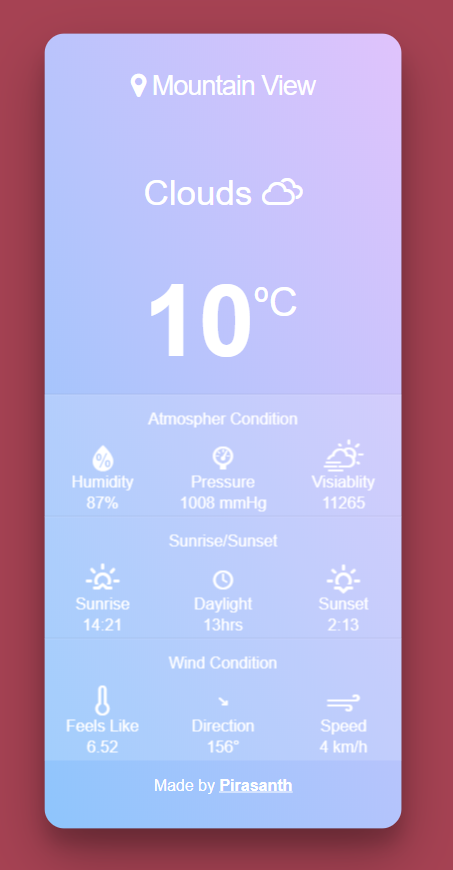 Mountain View
Clouds
10ºC
Atmospher Condition
Humidity Pressure Visiablity
87% 1008 mmHg 11265
Sunrise/Sunset
Sunrise Daylight Sunset
14:21 13hrs 2:13
Wind Condition
Feels Like Direction Speed
6.52 156° 4 km/h
Made by Pirasanth